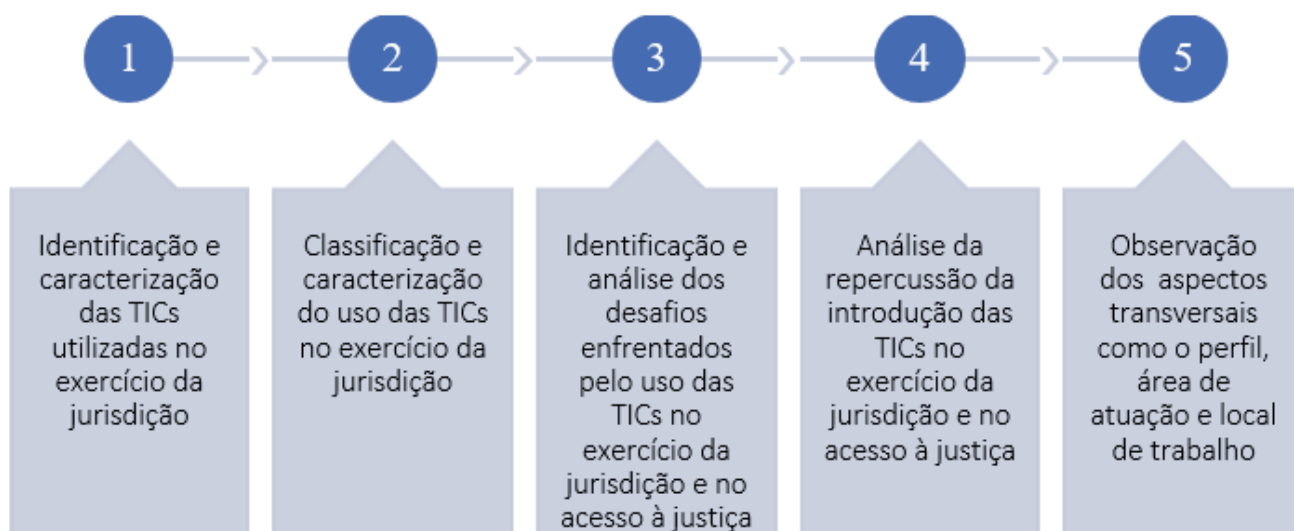 1
2
3
4
5
Identificação e
caracterização
das TICs
utilizadas no
exercício da
jurisdição
Classificação e
caracterização
do uso das TICs
no exercício da
jurisdição
Identificação e
análise dos
desafios
enfrentados
pelo uso das
TICs no
exercício da
jurisdição e no
acesso à justiça
Análise da
repercussão da
introdução das
TICs no
exercício da
jurisdição e no
acesso à justiça
Observação
dos aspectos
transversais
como o perfil,
área de
atuação e local
de trabalho